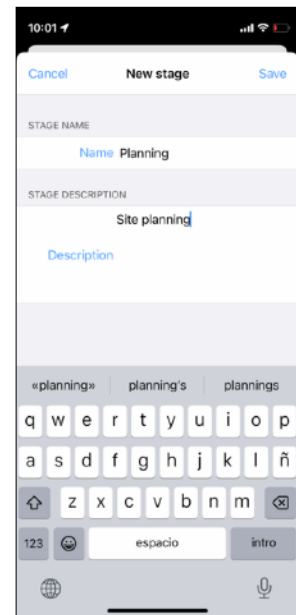 10:01
Cancel New stage Save
STAGE NAME
Name Planning
STAGE DESCRIPTION
Site planning
Description
«planning» planning's plannings
q w e r t y u i o p
a s d f g h j k l ñ
z x c v b n m
123 espacio intro